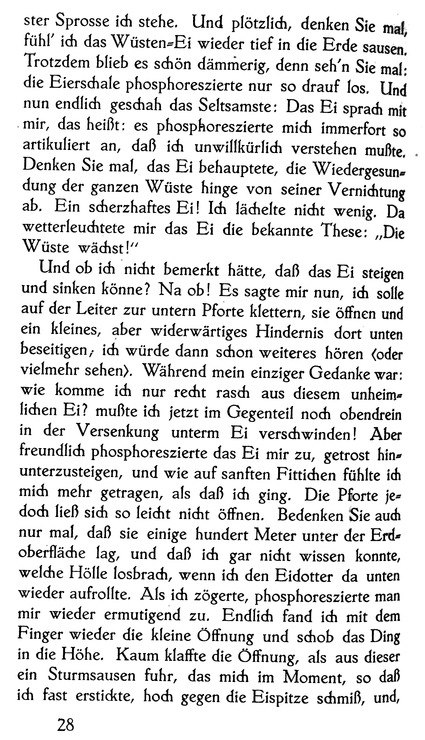 ster Sprosse ich stehe. Und plötzlich, denken Sie mal,
fühl' ich das Wüsten-Ei wieder tief in die Erde sausen.
Trotzdem blieb es schön dämmerig, denn seh'n Sie mal:
die Eierschale phosphoreszierte nur so drauf los. Und
nun endlich geschah das Seltsamste: Das Ei sprach mit
mir, das heißt: es phosphoreszierte mich immerfort so
artikuliert an, daß ich unwillkürlich verstehen mußte.
Denken Sie mal, das Ei behauptete, die Wiedergesun-
dung der ganzen Wüste hinge von seiner Vernichtung
ab. Ein scherzhaftes Ei! Ich lächelte nicht wenig. Da
wetterleuchtete mir das Ei die bekannte These: „Die
Wüste wächst!“
Und ob ich nicht bemerkt hätte, daß das Ei steigen
und sinken könne? Na ob! Es sagte mir nun, ich solle
auf der Leiter zur untern Pforte klettern, sie öffnen und
ein kleines, aber widerwärtiges Hindernis dort unten
beseitigen, ich würde dann schon weiteres hören (oder
vielmehr sehen). Während mein einziger Gedanke war:
wie komme ich nur recht rasch aus diesem unheim-
lichen Ei? mußte ich jetzt im Gegenteil noch obendrein
in der Versenkung unterm Ei verschwinden! Aber
freundlich phosphoreszierte das Ei mir zu, getrost hin-
unterzusteigen, und wie auf sanften Fittichen fühlte ich
mich mehr getragen, als daß ich ging. Die Pforte je-
doch ließ sich so leicht nicht öffnen. Bedenken Sie auch
nur mal, daß sie einige hundert Meter unter der Erd-
oberfläche lag, und daß ich gar nicht wissen konnte,
welche Hölle losbrach, wenn ich den Eidotter da unten
wieder aufrollte. Als ich zögerte, phosphoreszierte man
mir wieder ermutigend zu. Endlich fand ich mit dem
Finger wieder die kleine Öffnung und schob das Ding
in die Höhe. Kaum klaffte die Öffnung, als aus dieser
ein Sturmsausen fuhr, das mich im Moment, so daß
ich fast erstickte, hoch gegen die Eispitze schmiß, und,
28